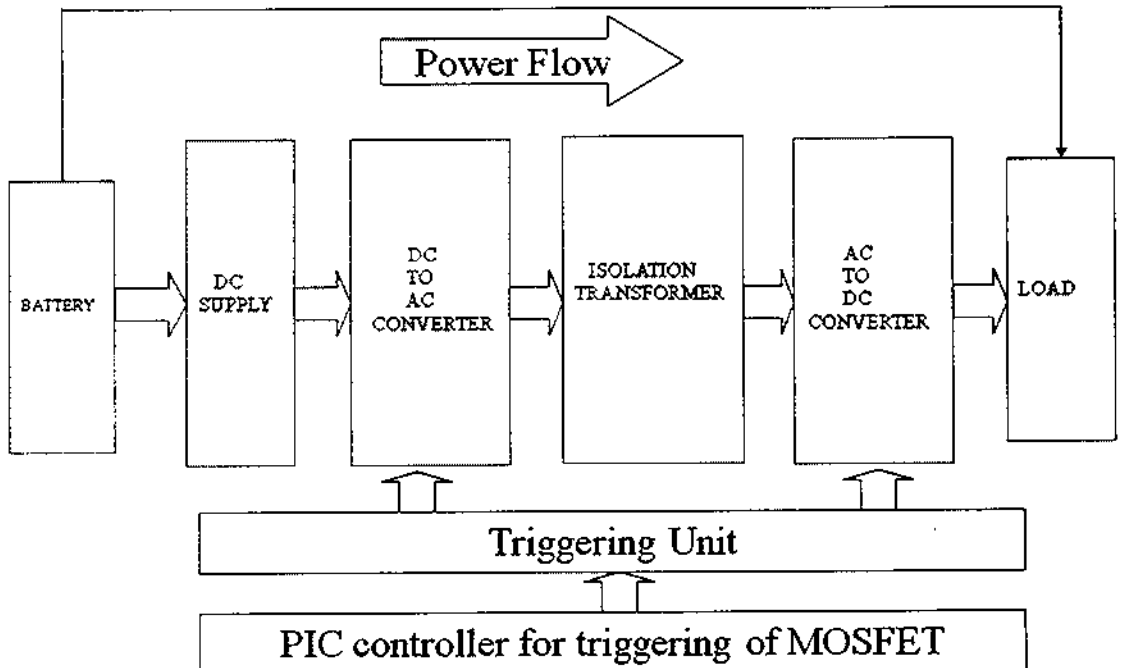 Power Flow
BATTERY
DC
SUPPLY
DC
TO
AC
CONVERTER
ISOLATION
TRANSFORMER
AC
TO
DC
CONVERTER
LOAD
Triggering Unit
PIC controller for triggering of MOSFET